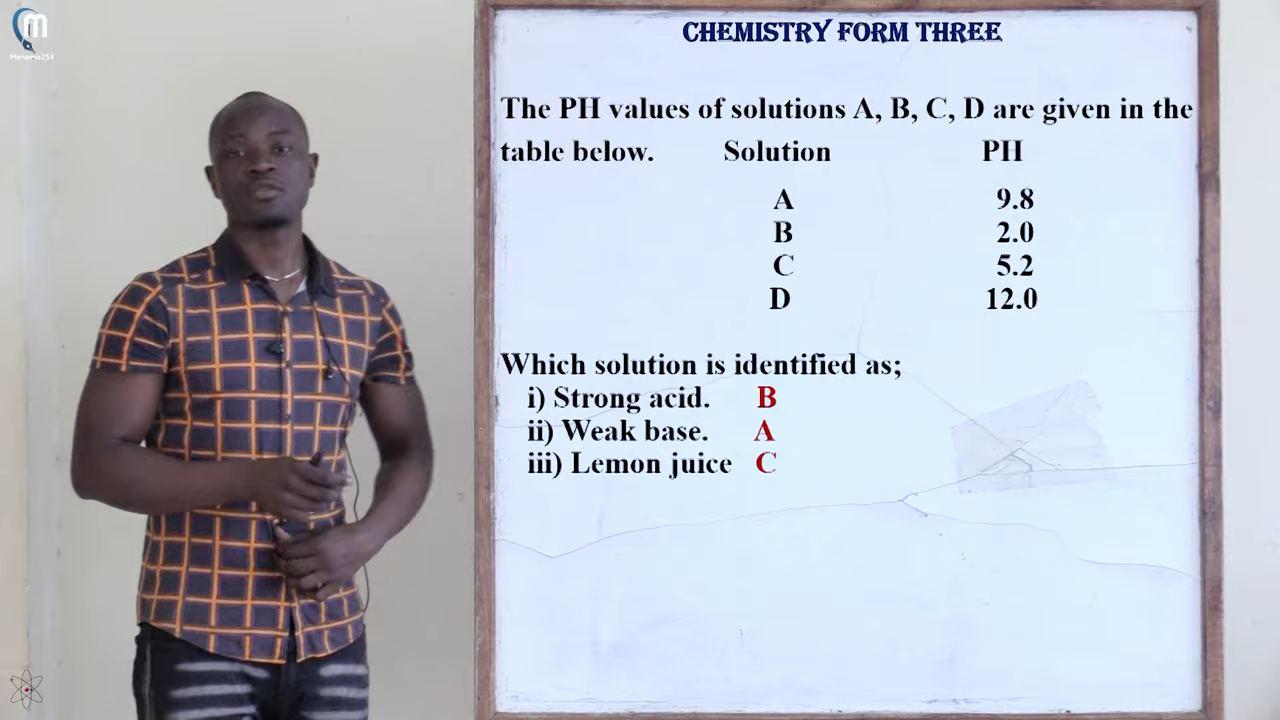 M
Mwramo254
CHEMISTRY FORM THREE
The PH values of solutions A, B, C, D are given in the
table below. Solution PH
A 9.8
B 2.0
C 5.2
D 12.0
Which solution is identified as;
i) Strong acid. B
ii) Weak base. A
iii) Lemon juice C